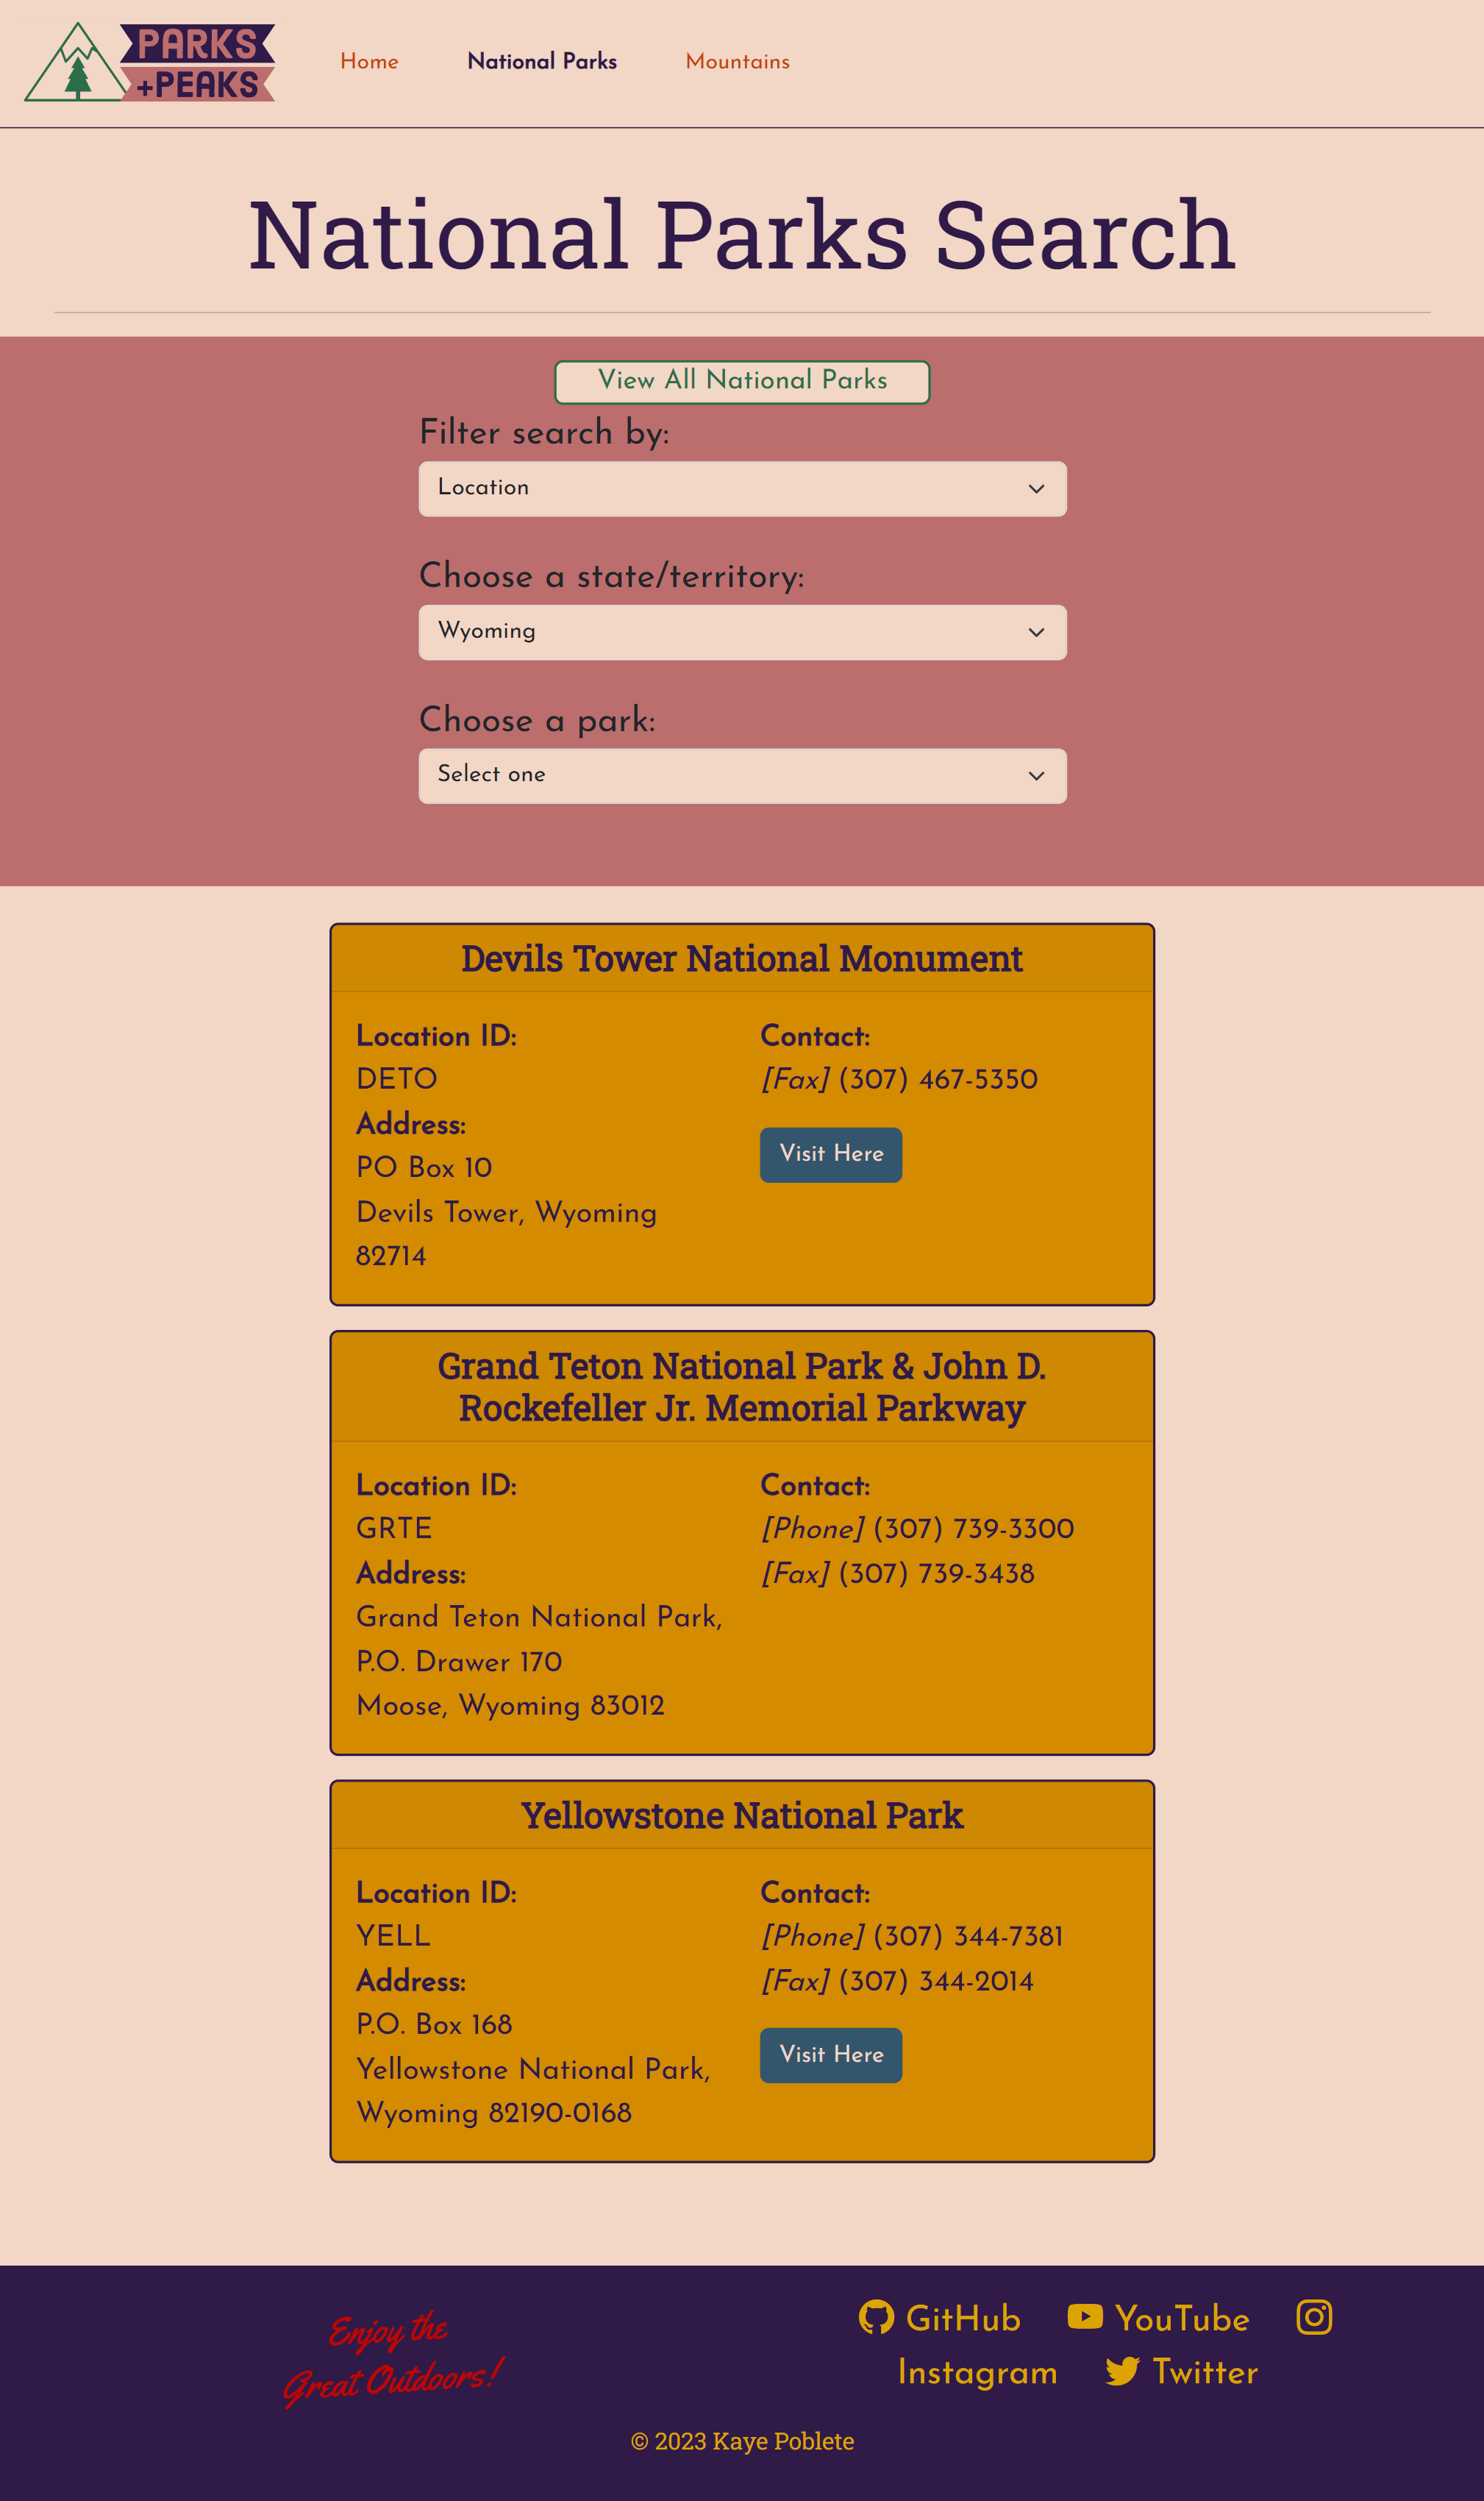 PARKS
+PEAKS
Home
National Parks
Mountains
National Parks Search
View All National Parks
Filter search by:
Location
Choose a state/territory:
Wyoming
Choose a park:
Select one
Devils Tower National Monument
Location ID:
DETO
Address:
PO Box 10
Devils Tower, Wyoming
82714
Contact:
[Fax] (307) 467-5350
Visit Here
Grand Teton National Park & John D.
Rockefeller Jr. Memorial Parkway
Location ID:
GRTE
Address:
Grand Teton National Park,
P.O. Drawer 170
Moose, Wyoming 83012
Contact:
[Phone] (307) 739-3300
[Fax] (307) 739-3438
Yellowstone National Park
Location ID:
YELL
Address:
P.O. Box 168
Yellowstone National Park,
Wyoming 82190-0168
Contact:
[Phone] (307) 344-7381
[Fax] (307) 344-2014
Visit Here
Enjoy the
Great Outdoors!
GitHub
YouTube
Instagram
Twitter
© 2023 Kaye Poblete